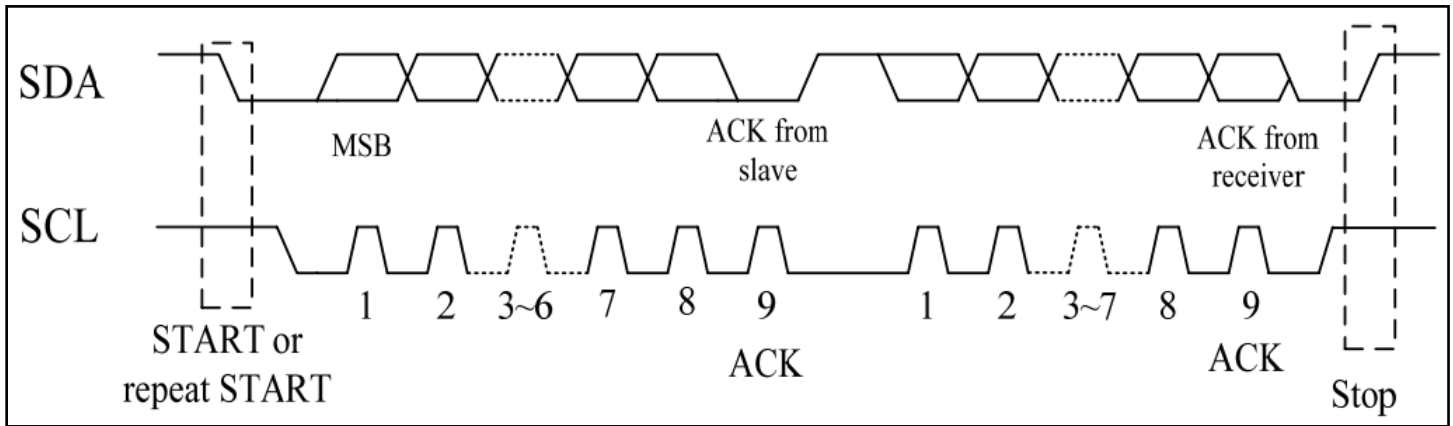 SDA
MSB
ACK from
slave
ACK from
receiver
SCL
1 2 3~6 7 8 9 1 2 3~7 8 9
START or
repeat START
ACK
ACK
Stop